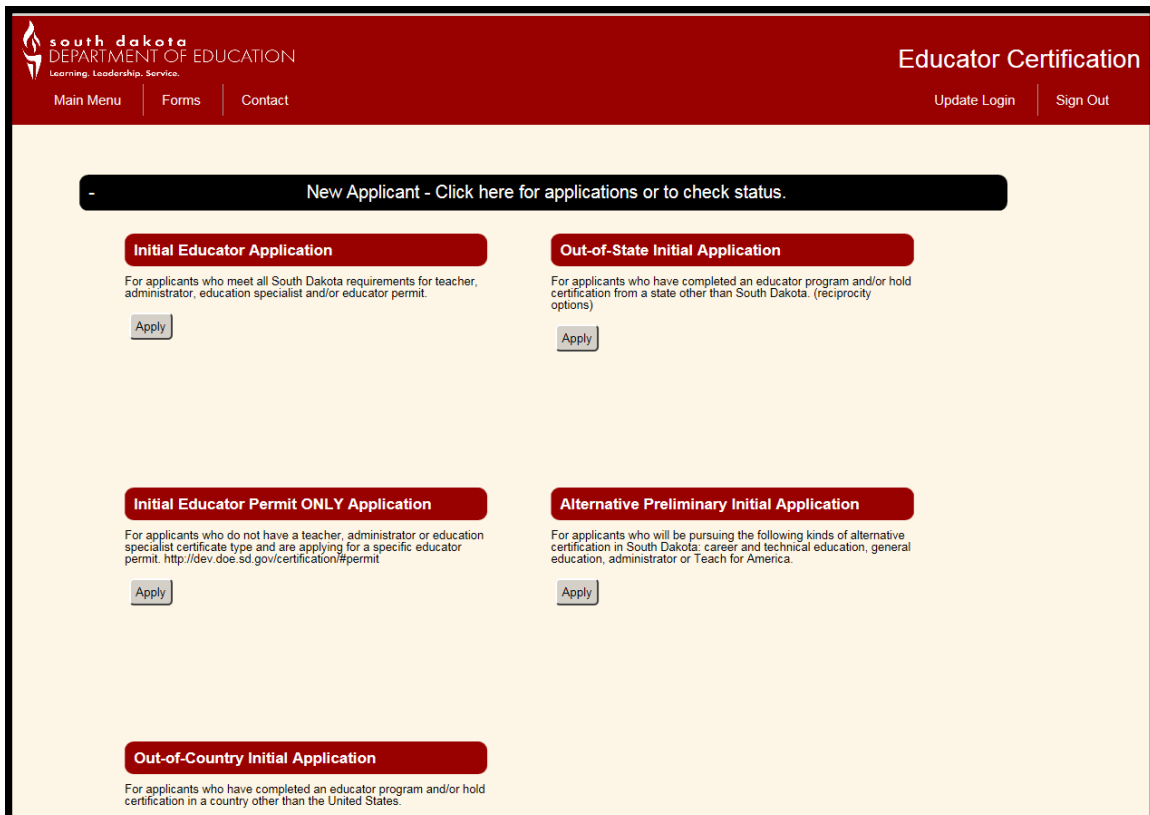 south dakota
DEPARTMENT OF EDUCATION
Learning. Leadership. Service.
Educator Certification
Main Menu
Forms
Contact
Update Login
Sign Out
-
New Applicant - Click here for applications or to check status.
Initial Educator Application
For applicants who meet all South Dakota requirements for teacher,
administrator, education specialist and/or educator permit.
Apply
Out-of-State Initial Application
For applicants who have completed an educator program and/or hold
certification from a state other than South Dakota. (reciprocity
options)
Apply
Initial Educator Permit ONLY Application
For applicants who do not have a teacher, administrator or education
specialist certificate type and are applying for a specific educator
permit. http://dev.doe.sd.gov/certification/#permit
Apply
Alternative Preliminary Initial Application
For applicants who will be pursuing the following kinds of alternative
certification in South Dakota: career and technical education, general
education, administrator or Teach for America.
Apply
Out-of-Country Initial Application
For applicants who have completed an educator program and/or hold
certification in a country other than the United States.